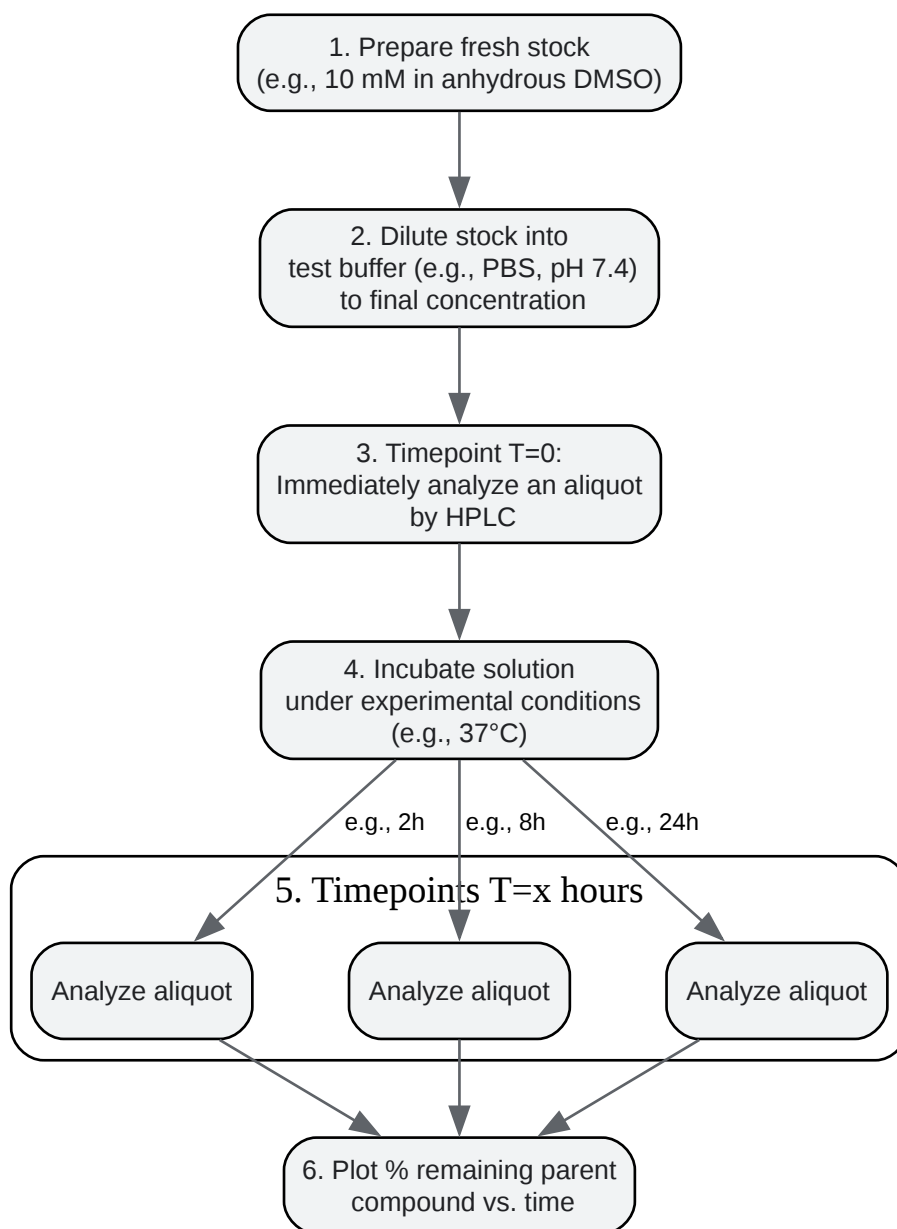 1. Prepare fresh stock
(e.g., 10 mM in anhydrous DMSO)
2. Dilute stock into
test buffer (e.g., PBS, pH 7.4)
to final concentration
3. Timepoint T=0:
Immediately analyze an aliquot
by HPLC
4. Incubate solution
under experimental conditions
(e.g., 37°C)
e.g., 2h
e.g., 8h
e.g., 24h
5. Timepoints T=x hours
Analyze aliquot
Analyze aliquot
Analyze aliquot
6. Plot % remaining parent
compound vs. time